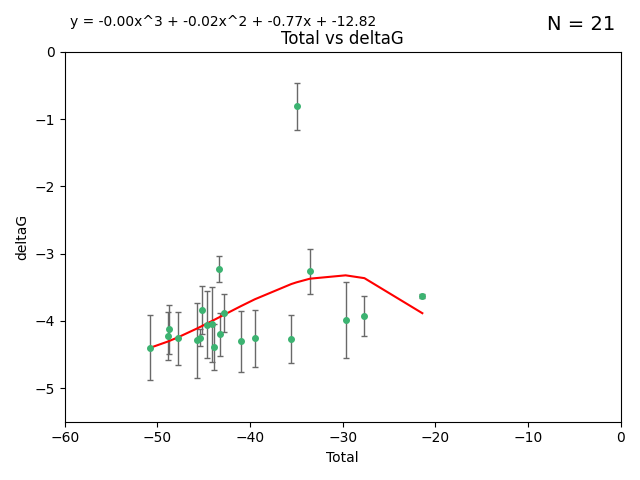 y = -0.00x^3 + -0.02x^2 + -0.77x + -12.82
N = 21
Total vs deltaG
0
−1
−2
−3
−4
−5
deltaG
−60 −50 −40 −30 −20 −10 0
Total